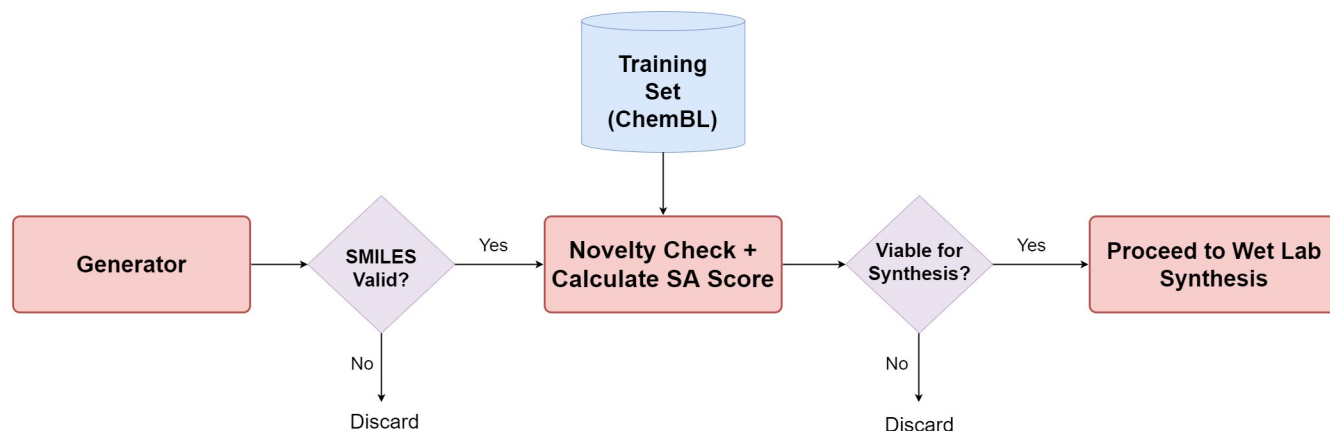 Training
Set
(ChemBL)
Generator
SMILES
Valid?
Yes
No
Discard
Novelty Check +
Calculate SA Score
Viable for
Synthesis?
Yes
No
Discard
Proceed to Wet Lab
Synthesis